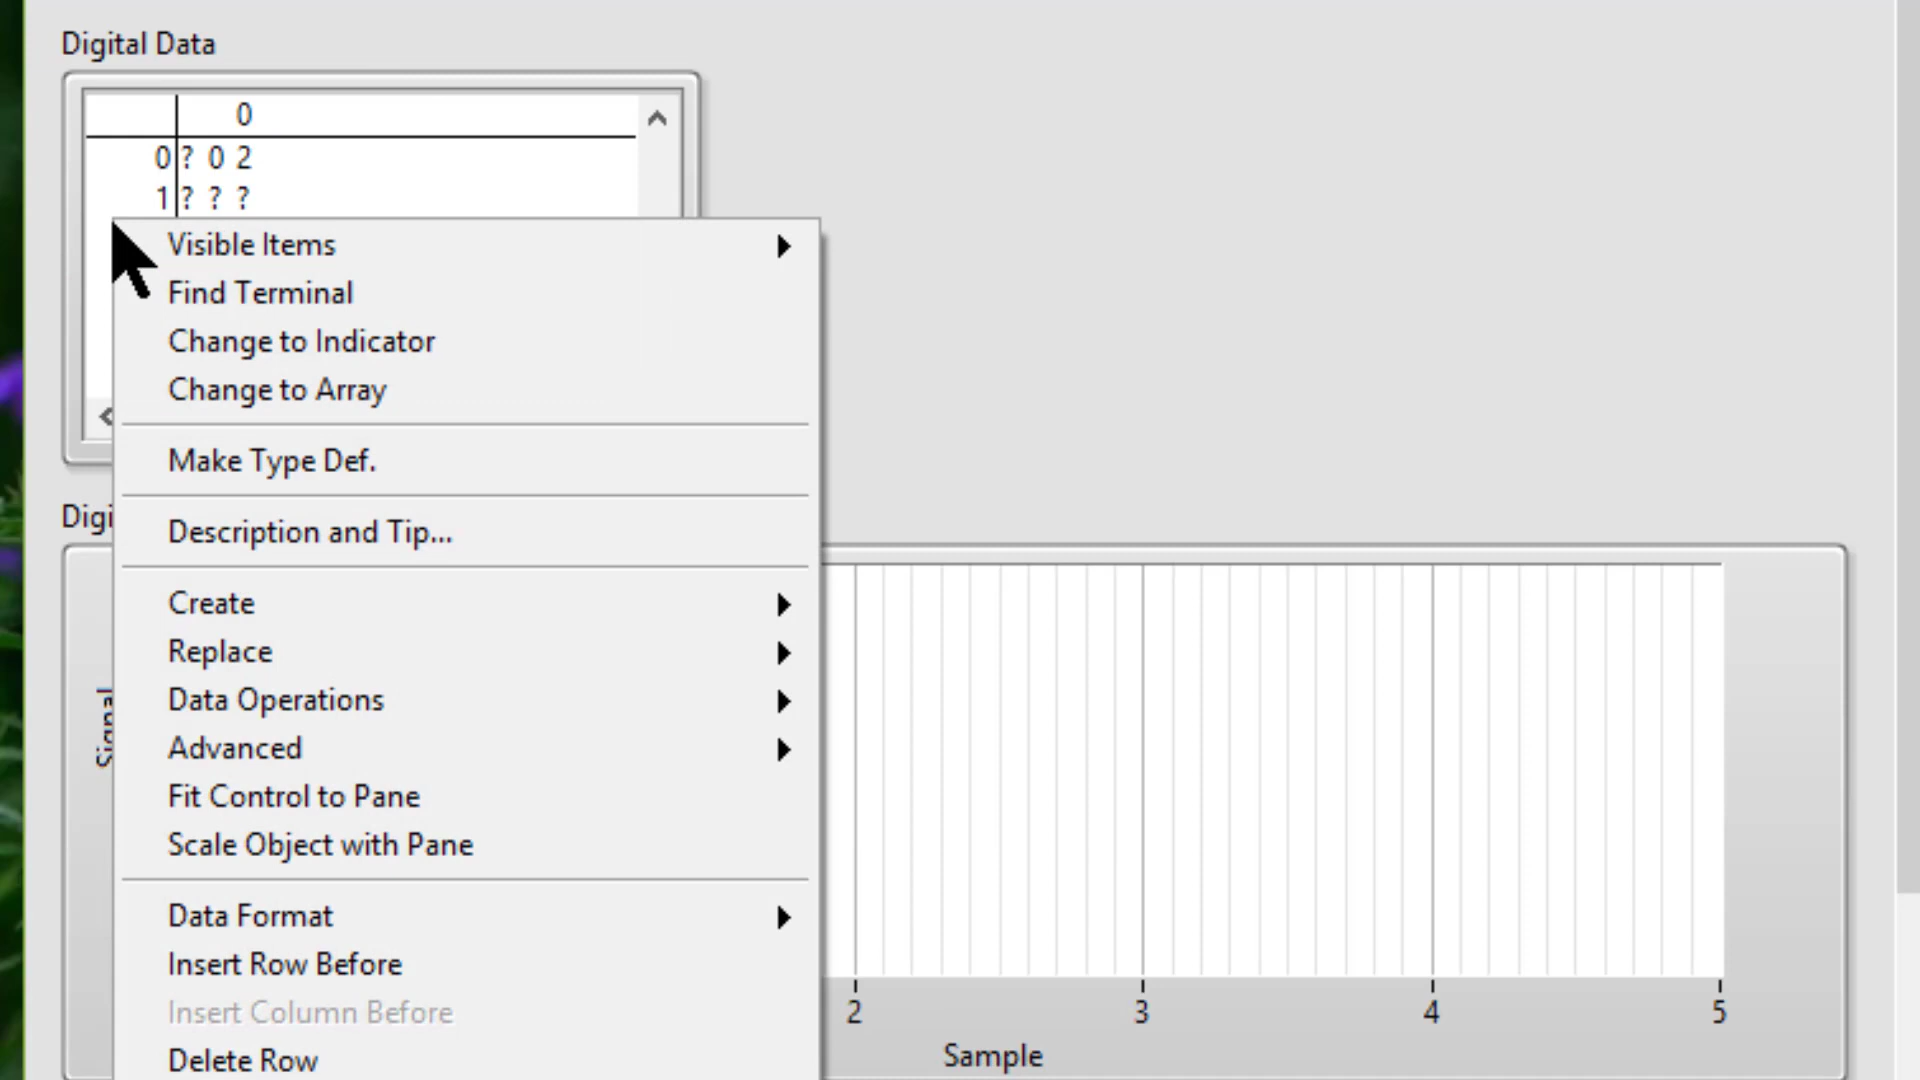 Digital Data
0
0 ? 0 2
1 ? ? ?
Visible Items
Find Terminal
Change to Indicator
Change to Array
Make Type Def.
Digi
Description and Tip...
Create
Replace
Data Operations
Signal
Advanced
Fit Control to Pane
Scale Object with Pane
Data Format
Insert Row Before
Insert Column Before
2 3 4 5
Delete Row
Sample